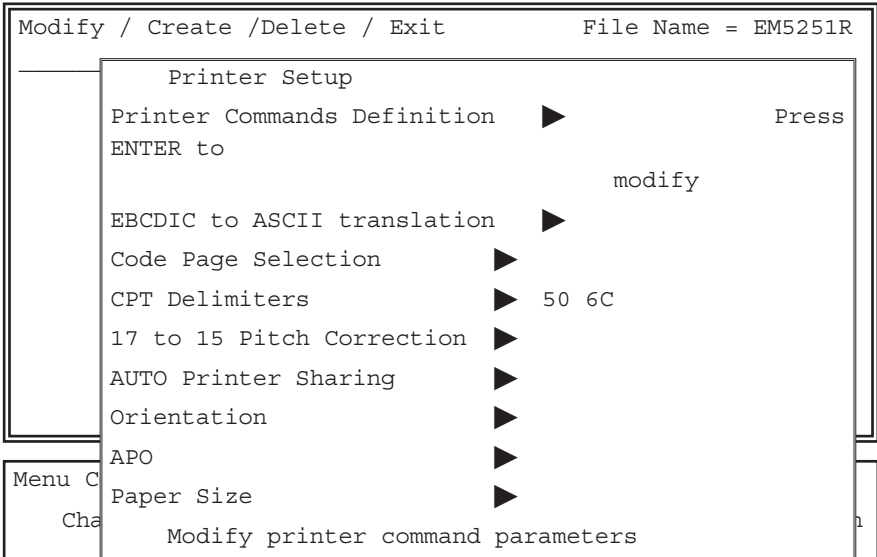 Modify / Create /Delete / Exit File Name = EM5251R
Printer Setup
Printer Commands Definition ▶ Press
ENTER to
modify
EBCDIC to ASCII translation ▶
Code Page Selection ▶
CPT Delimiters ▶ 50 6C
17 to 15 Pitch Correction ▶
AUTO Printer Sharing ▶
Orientation ▶
APO ▶
Menu C
Paper Size ▶
Cha
Modify printer command parameters